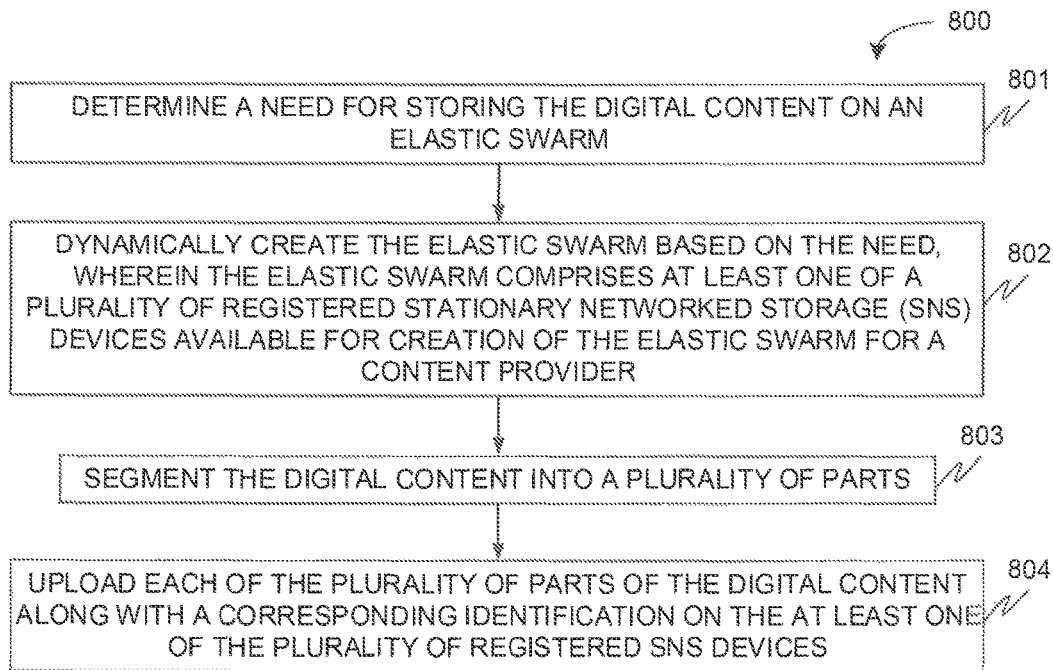 800
801
DETERMINE A NEED FOR STORING THE DIGITAL CONTENT ON AN
ELASTIC SWARM
802
DYNAMICALLY CREATE THE ELASTIC SWARM BASED ON THE NEED,
WHEREIN THE ELASTIC SWARM COMPRISES AT LEAST ONE OF A
PLURALITY OF REGISTERED STATIONARY NETWORKED STORAGE (SNS)
DEVICES AVAILABLE FOR CREATION OF THE ELASTIC SWARM FOR A
CONTENT PROVIDER
803
SEGMENT THE DIGITAL CONTENT INTO A PLURALITY OF PARTS
804
UPLOAD EACH OF THE PLURALITY OF PARTS OF THE DIGITAL CONTENT
ALONG WITH A CORRESPONDING IDENTIFICATION ON THE AT LEAST ONE
OF THE PLURALITY OF REGISTERED SNS DEVICES